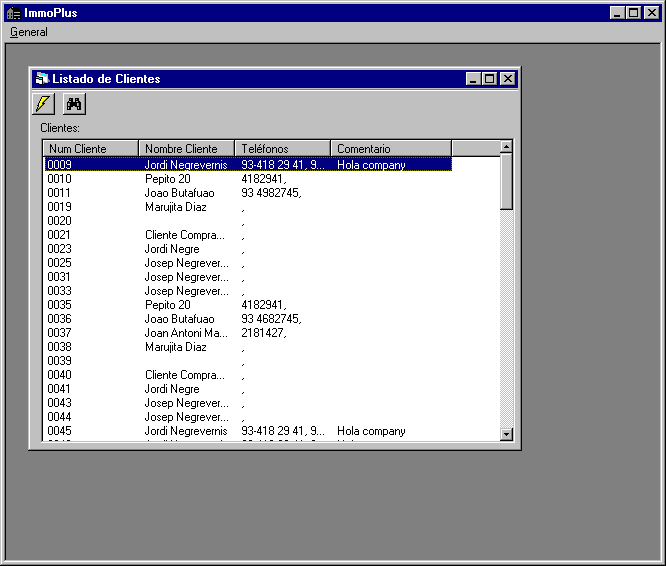 ImmoPlus
General
Listado de Clientes
Clientes:
Num Cliente Nombre Cliente Teléfonos Comentario
0009 Jordi Negrevernis 93-418 29 41, 9... Hola company
0010 Pepito 20 4182941,
0011 Joao Butafuao 93 4982745,
0019 Marujita Diaz ,
0020 ,
0021 Cliente Compra... ,
0023 Jordi Negre ,
0025 Josep Negrever... ,
0031 Josep Negrever... ,
0033 Josep Negrever... ,
0035 Pepito 20 4182941,
0036 Joao Butafuao 93 4682745,
0037 Joan Antoni Ma... 2181427,
0038 Marujita Diaz ,
0039 ,
0040 Cliente Compra... ,
0041 Jordi Negre ,
0043 Josep Negrever... ,
0044 Josep Negrever... ,
0045 Jordi Negrevernis 93-418 29 41, 9... Hola company